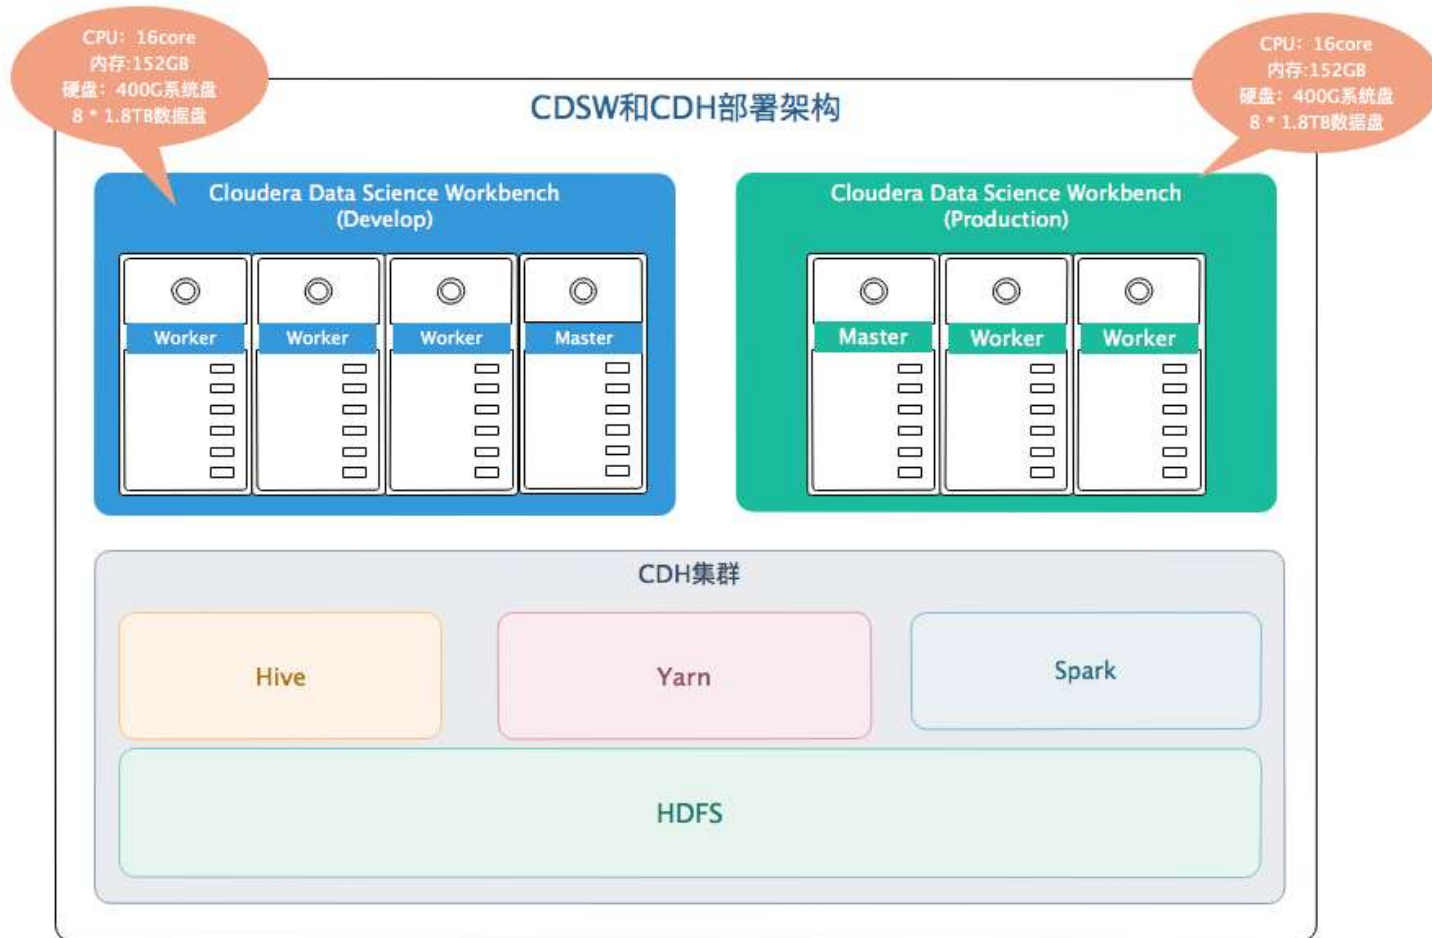 CPU：16core
内存:152GB
硬盘：400G系统盘
8 * 1.8TB数据盘
CPU：16core
内存:152GB
硬盘：400G系统盘
8 * 1.8TB数据盘
CDSW和CDH部署架构
Cloudera Data Science Workbench
(Develop)
Worker
Worker
Worker
Master
Cloudera Data Science Workbench
(Production)
Master
Worker
Worker
CDH集群
Hive
Yarn
Spark
HDFS